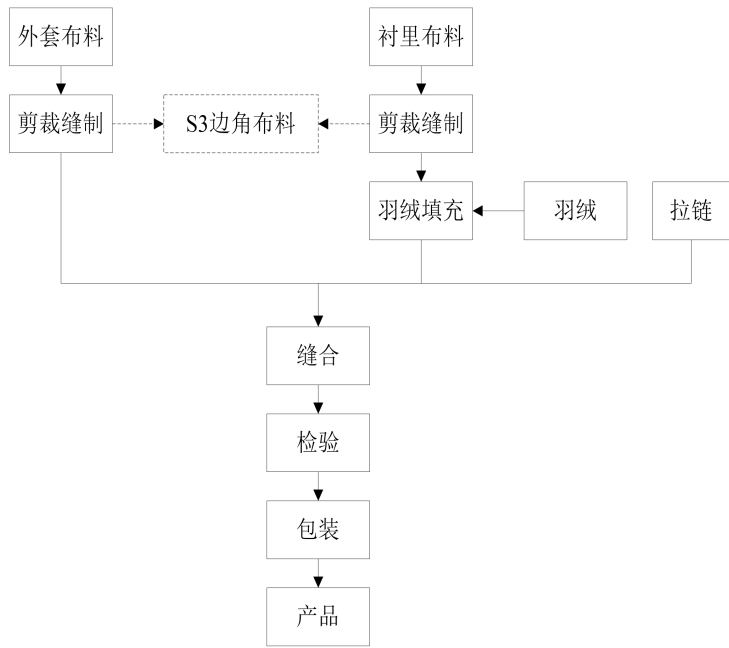 外套布料
衬里布料
剪裁缝制
S3边角布料
剪裁缝制
羽绒填充
羽绒
拉链
缝合
检验
包装
产品